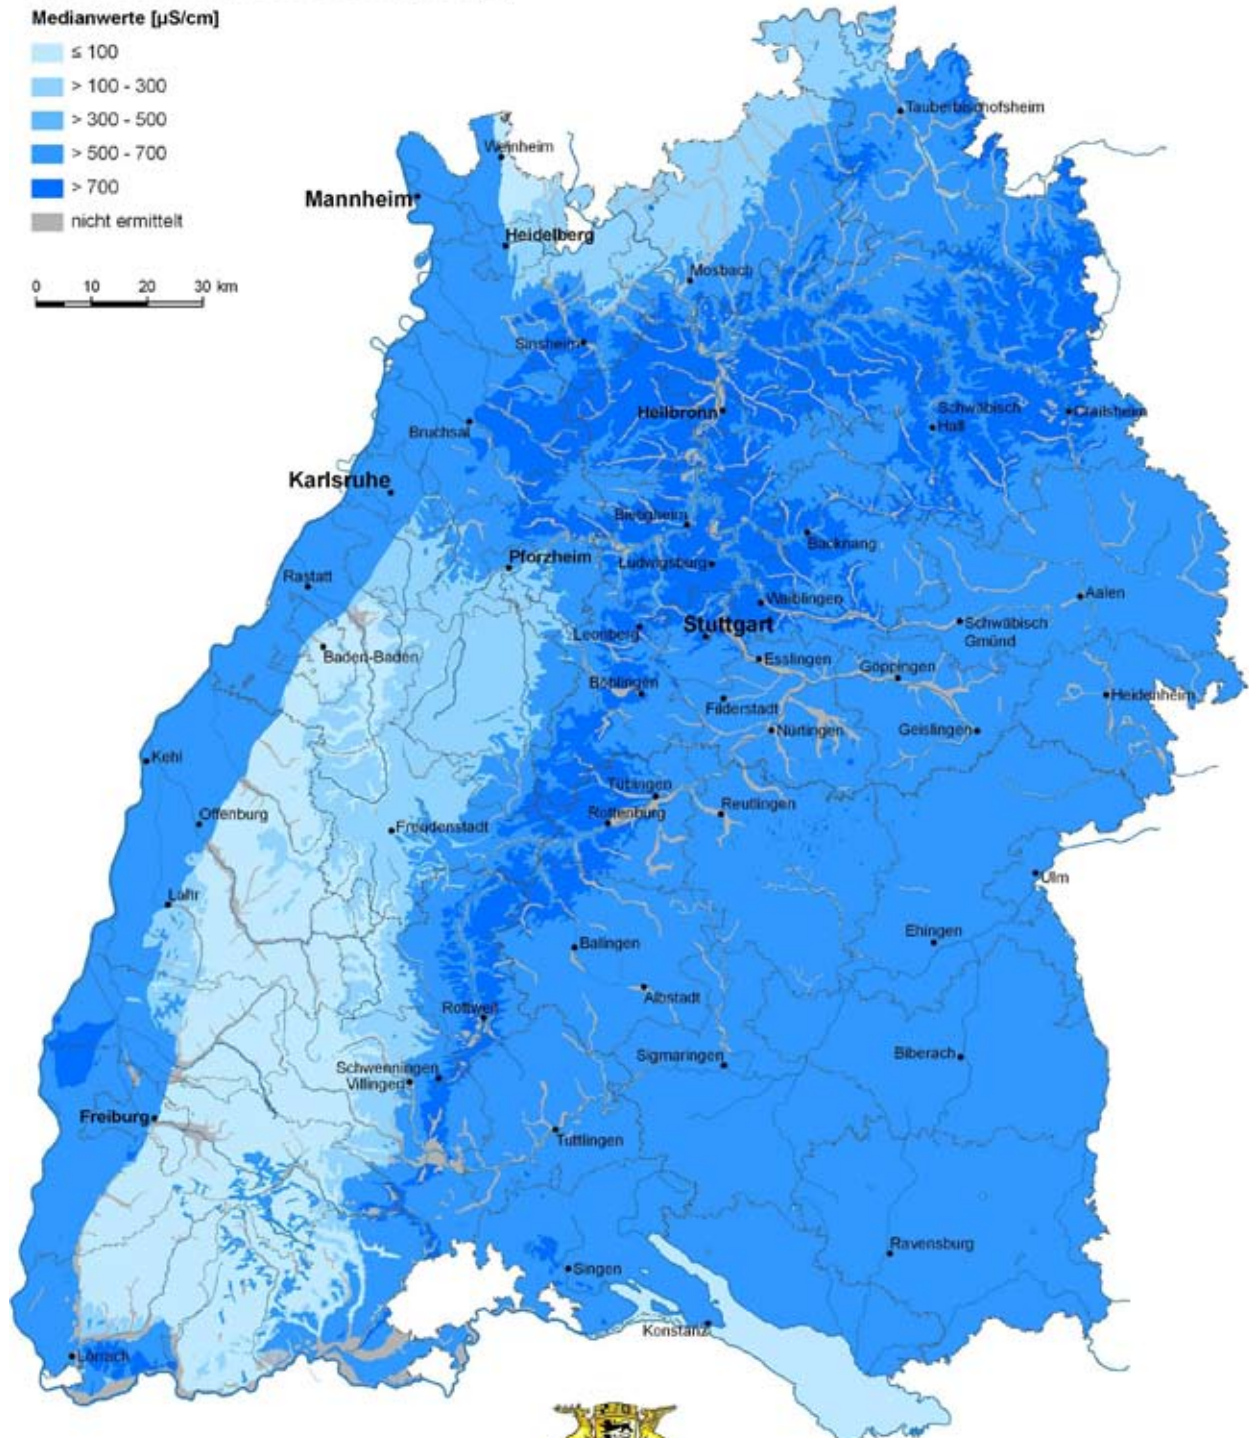 Medianwerte [µS/cm]
≤ 100
> 100 - 300
> 300 - 500
> 500 - 700
> 700
nicht ermittelt
0 10 20 30 km
Tauberbischofsheim
Weinheim
Mannheim
Heidelberg
Mosbach
Sinsheim
Heilbronn
Schwäbisch
Hall
Crailsheim
Bruchsal
Karlsruhe
Bietigheim
Backnang
Pforzheim
Ludwigsburg
Rastatt
Waiblingen
Aalen
Leonberg
Stuttgart
Schwäbisch
Gmünd
Baden-Baden
Esslingen
Göppingen
Böblingen
Heidenheim
Filderstadt
Nürtingen
Geislingen
Kehl
Tübingen
Reutlingen
Offenburg
Rottenburg
Freudenstadt
Ulm
Lahr
Ehingen
Balingen
Albstadt
Rottweil
Sigmaringen
Biberach
Schwenningen
Villingen
Freiburg
Tuttlingen
Ravensburg
Singen
Konstanz
Lörrach